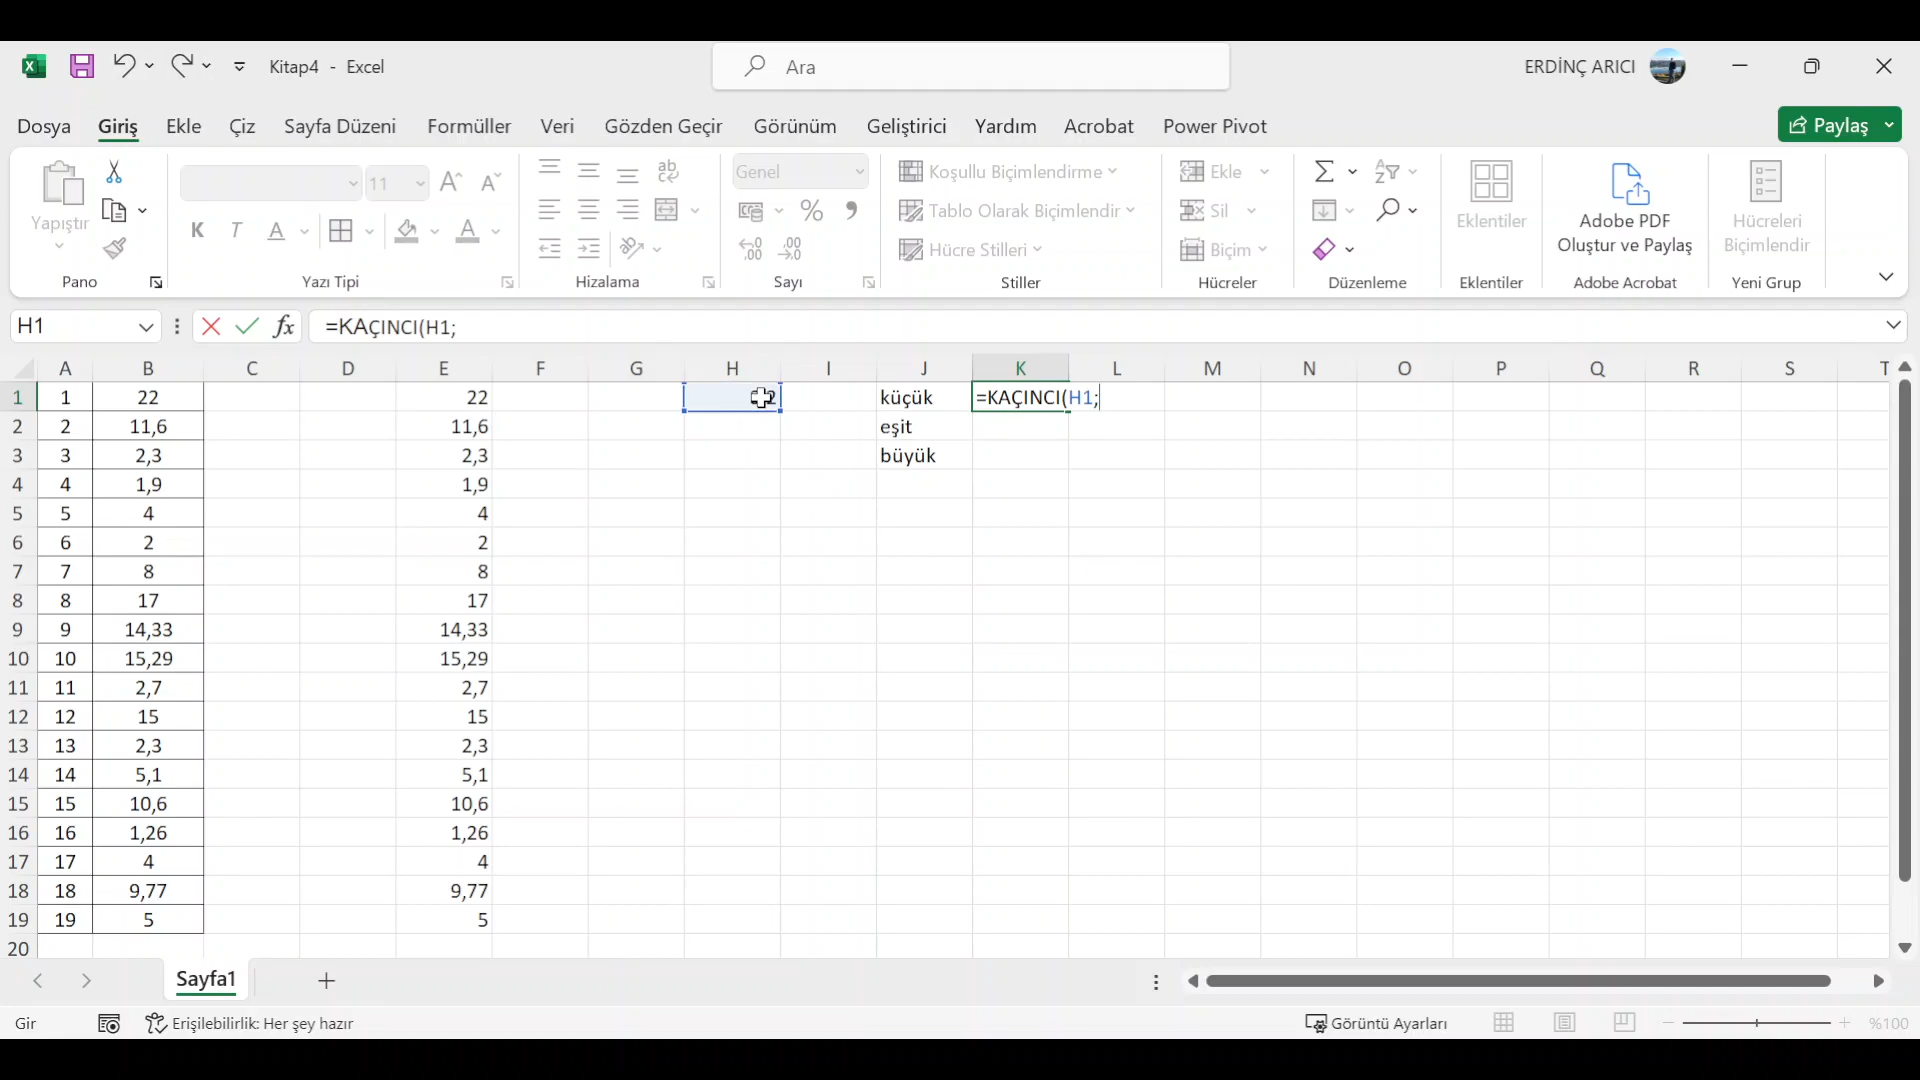 Kitap4 - Excel
Ara
ERDİNÇ ARICI
Dosya Giriş Ekle Çiz Sayfa Düzeni Formüller Veri Gözden Geçir Görünüm Geliştirici Yardım Acrobat Power Pivot
Paylaş
Yapıştır
11
K T A
A
ab
Genel
%
Koşullu Biçimlendirme
Tablo Olarak Biçimlendir
Hücre Stilleri
Ekle
Sil
Biçim
Eklentiler
Adobe PDF
Oluştur ve Paylaş
Hücreleri
Biçimlendir
Pano Yazı Tipi Hizalama Sayı Stiller Hücreler Düzenleme Eklentiler Adobe Acrobat Yeni Grup
H1 fx =KAÇINCI(H1;
A B C D E F G H I J K L M N O P Q R S T
1 1 22 22 küçük =KAÇINCI(H1;
2 2 11,6 11,6 eşit
3 3 2,3 2,3 büyük
4 4 1,9 1,9
5 5 4 4
6 6 2 2
7 7 8 8
8 8 17 17
9 9 14,33 14,33
10 10 15,29 15,29
11 11 2,7 2,7
12 12 15 15
13 13 2,3 2,3
14 14 5,1 5,1
15 15 10,6 10,6
16 16 1,26 1,26
17 17 4 4
18 18 9,77 9,77
19 19 5 5
20
Sayfa1
Gir Erişilebilirlik: Her şey hazır Görüntü Ayarları %100